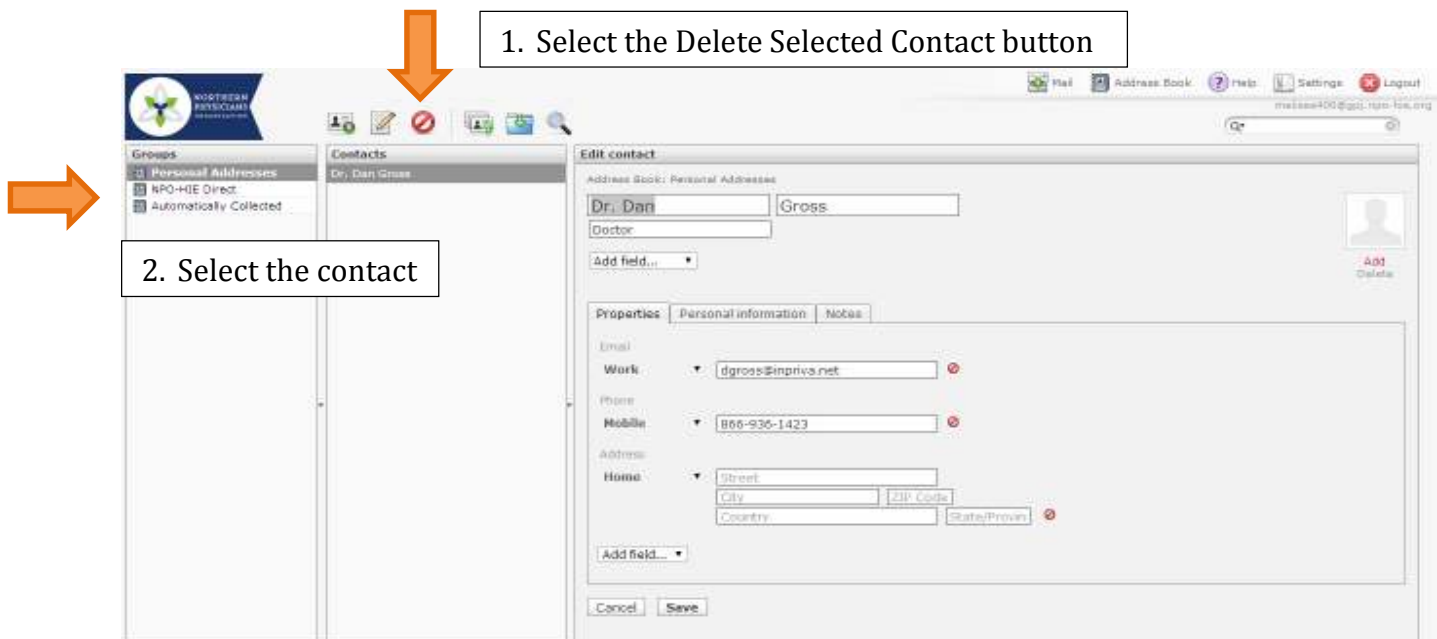 1. Select the Delete Selected Contact button
Mail Address Book Help Settings Logout
NORTHERN
PHYSICIANS
Groups
Contacts
Edit contact
Personal Addresses
Dr. Dan Gross
NPO-HIE Direct
Automatically Collected
Address Book: Personal Addresses
Dr. Dan Gross
Doctor
2. Select the contact
Add field...
Add
Delete
Properties Personal information Notes
Email
Work dgross@inpriva.net
Phone
Mobile 866-936-1423
Address
Home Street
City ZIP Code
Country State/Provin
Add field...
Cancel Save